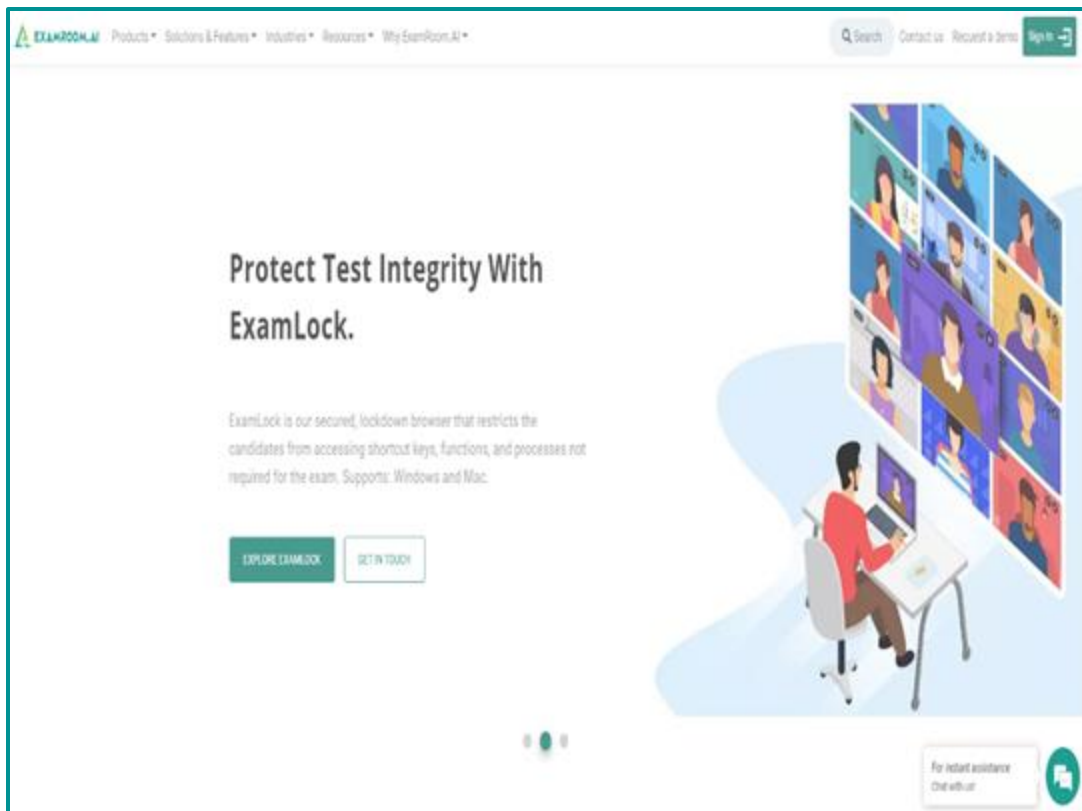 EXAMROOM.AI Products Solutions & Features Industries Resources Why ExamRoom.AI Search Contact us Request a demo Sign In
Protect Test Integrity With
ExamLock.
ExamLock is our secured, lockdown browser that restricts the
candidates from accessing shortcut keys, functions, and processes not
required for the exam. Supports: Windows and Mac.
EXPLORE EXAMLOCK GET IN TOUCH
For instant assistance
Chat with us!